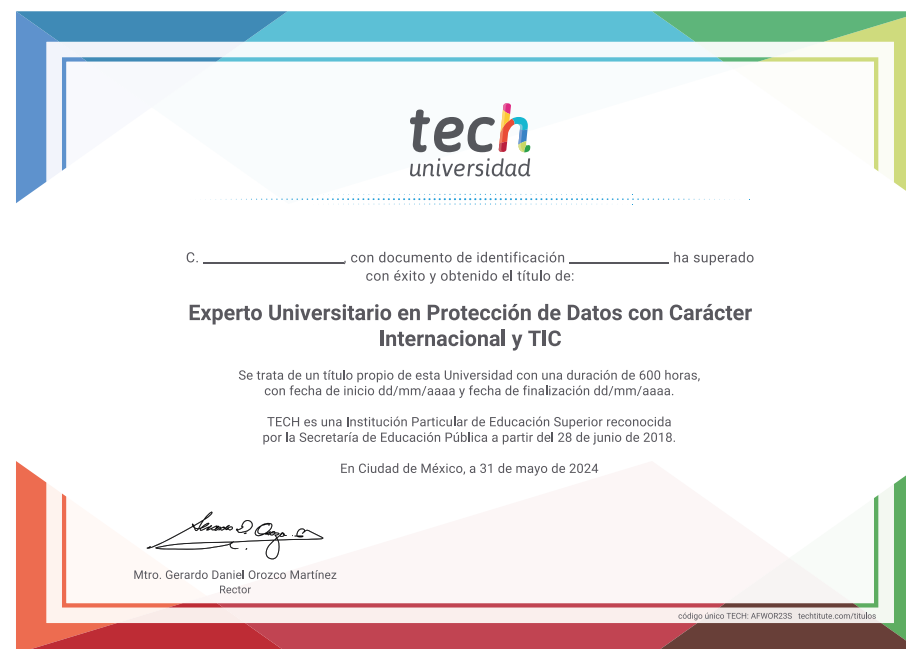 tech
universidad
C. ____________________, con documento de identificación ______________ ha superado
con éxito y obtenido el título de:
Experto Universitario en Protección de Datos con Carácter
Internacional y TIC
Se trata de un título propio de esta Universidad con una duración de 600 horas,
con fecha de inicio dd/mm/aaaa y fecha de finalización dd/mm/aaaa.
TECH es una Institución Particular de Educación Superior reconocida
por la Secretaría de Educación Pública a partir del 28 de junio de 2018.
En Ciudad de México, a 31 de mayo de 2024
Mtro. Gerardo Daniel Orozco Martínez
Rector
código único TECH: AFWOR23S techtitute.com/titulos